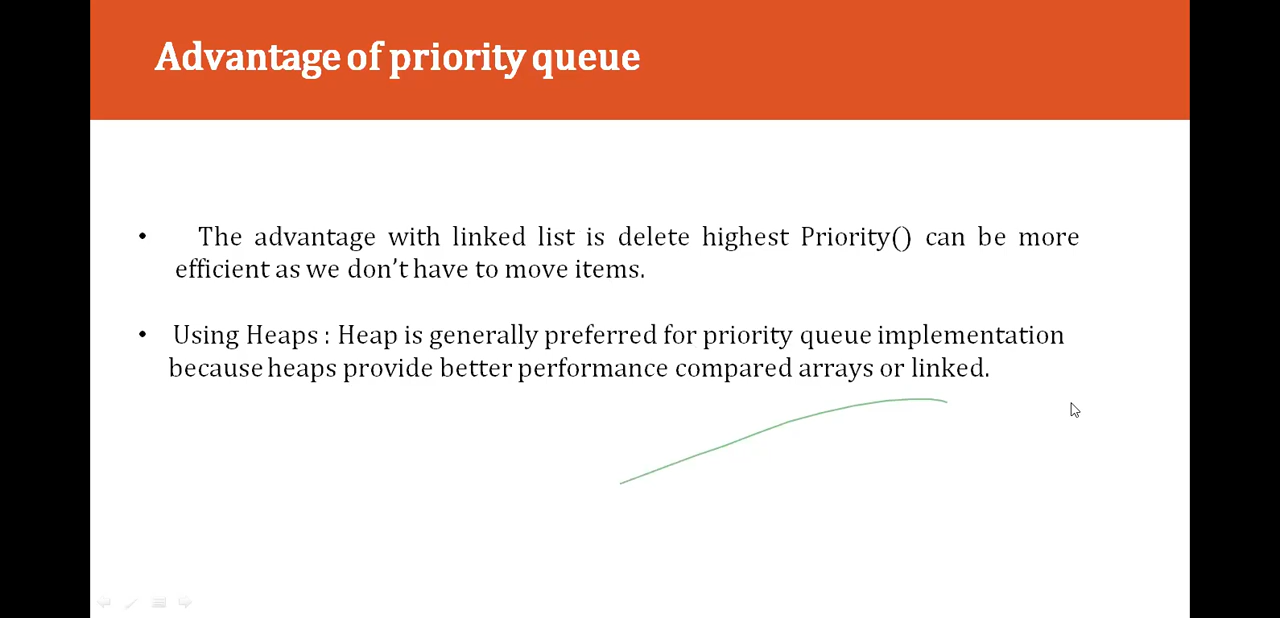 Advantage of priority queue
• The advantage with linked list is delete highest Priority() can be more
efficient as we don’t have to move items.
• Using Heaps : Heap is generally preferred for priority queue implementation
because heaps provide better performance compared arrays or linked.